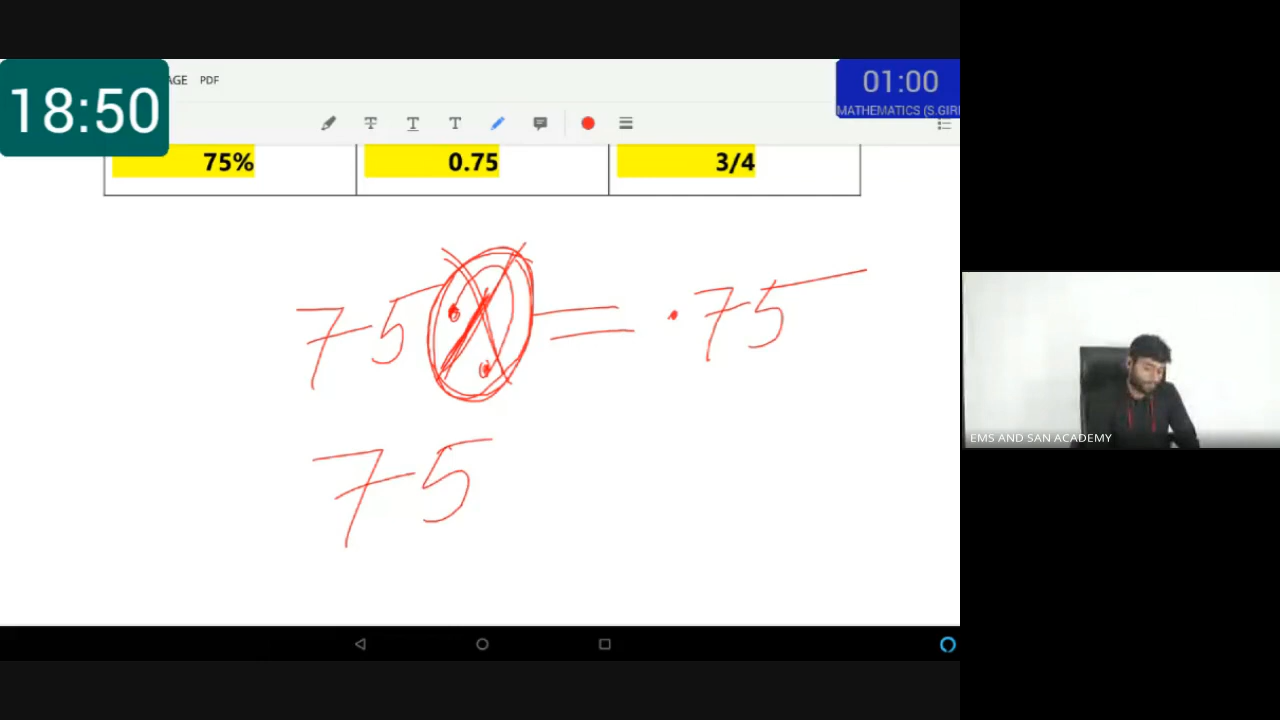 18:50
AGE PDF
01:00
MATHEMATICS (S.GIRI
75% 0.75 3/4
75% = .75
75
EMS AND SAN ACADEMY